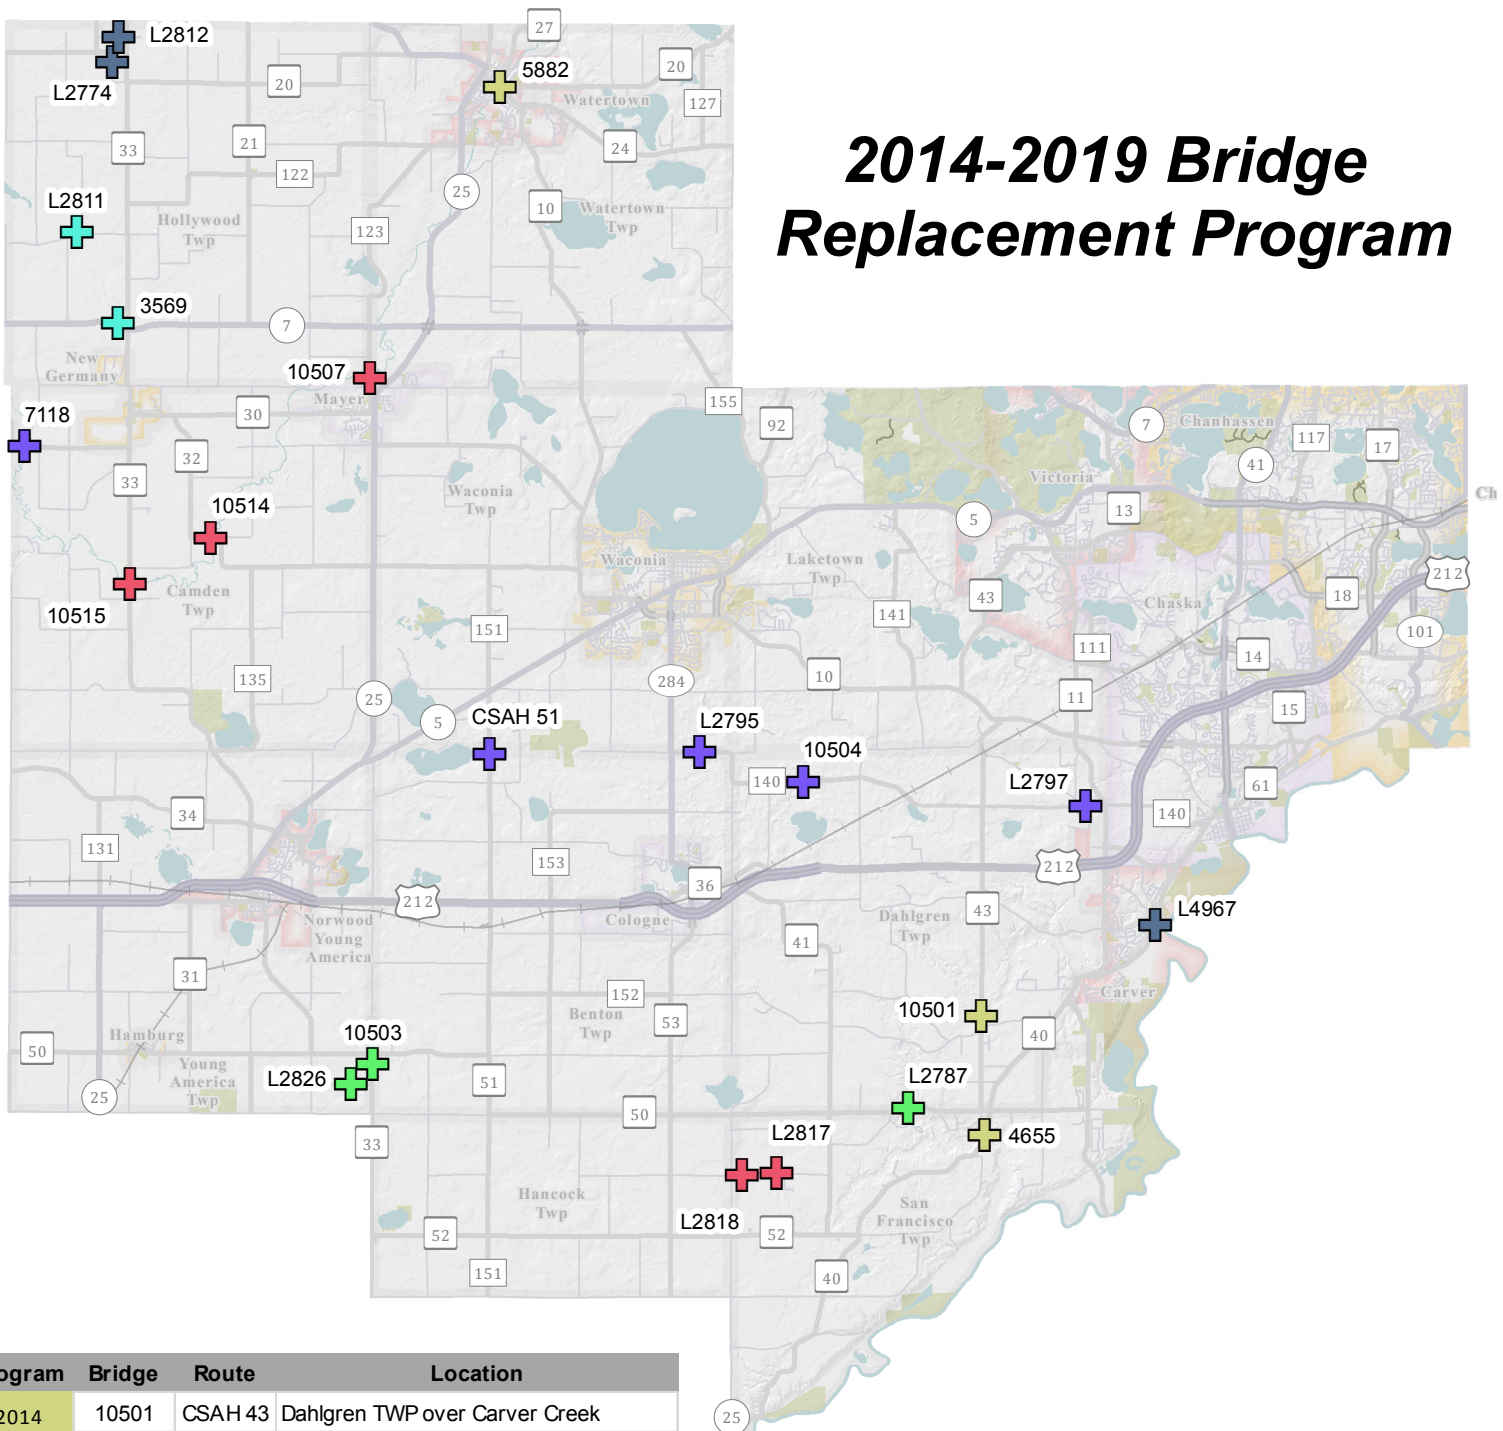 2014-2019 Bridge
Replacement Program
27
L2812
5882
20
L2774
20
Watertown
127
33
21
24
122
25
L2811
10
Hollywood
Twp
Watertown
Twp
123
3569
7
New
Germany
10507
Mayer
155
7118
30
92
7
Chanhassen
117
17
32
41
33
Waconia
Twp
Victoria
Ch
10514
13
5
Waconia
Laketown
Twp
212
10515
Camden
Twp
43
Chaska
18
151
141
101
111
14
135
284
10
25
11
15
5
CSAH 51
L2795
10504
140
L2797
61
34
140
131
153
212
36
212
Norwood
Young
America
Cologne
Dahlgren
Twp
43
L4967
41
31
152
Carver
Benton
Twp
53
10501
40
50
Hamburg
10503
Young
America
Twp
L2826
51
L2787
25
50
L2817
4655
33
Hancock
Twp
L2818
San
Francisco
Twp
52
52
151
40
25
ogram Bridge Route Location
2014 10501 CSAH 43 Dahlgren TWP over Carver Creek